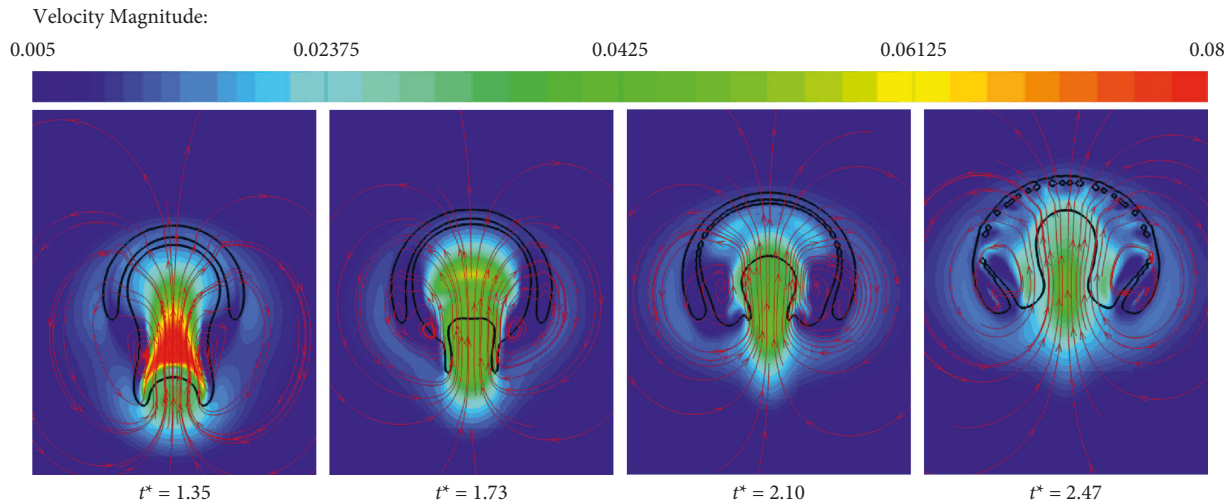 Velocity Magnitude:
0.005 0.02375 0.0425 0.06125 0.08
t* = 1.35 t* = 1.73 t* = 2.10 t* = 2.47